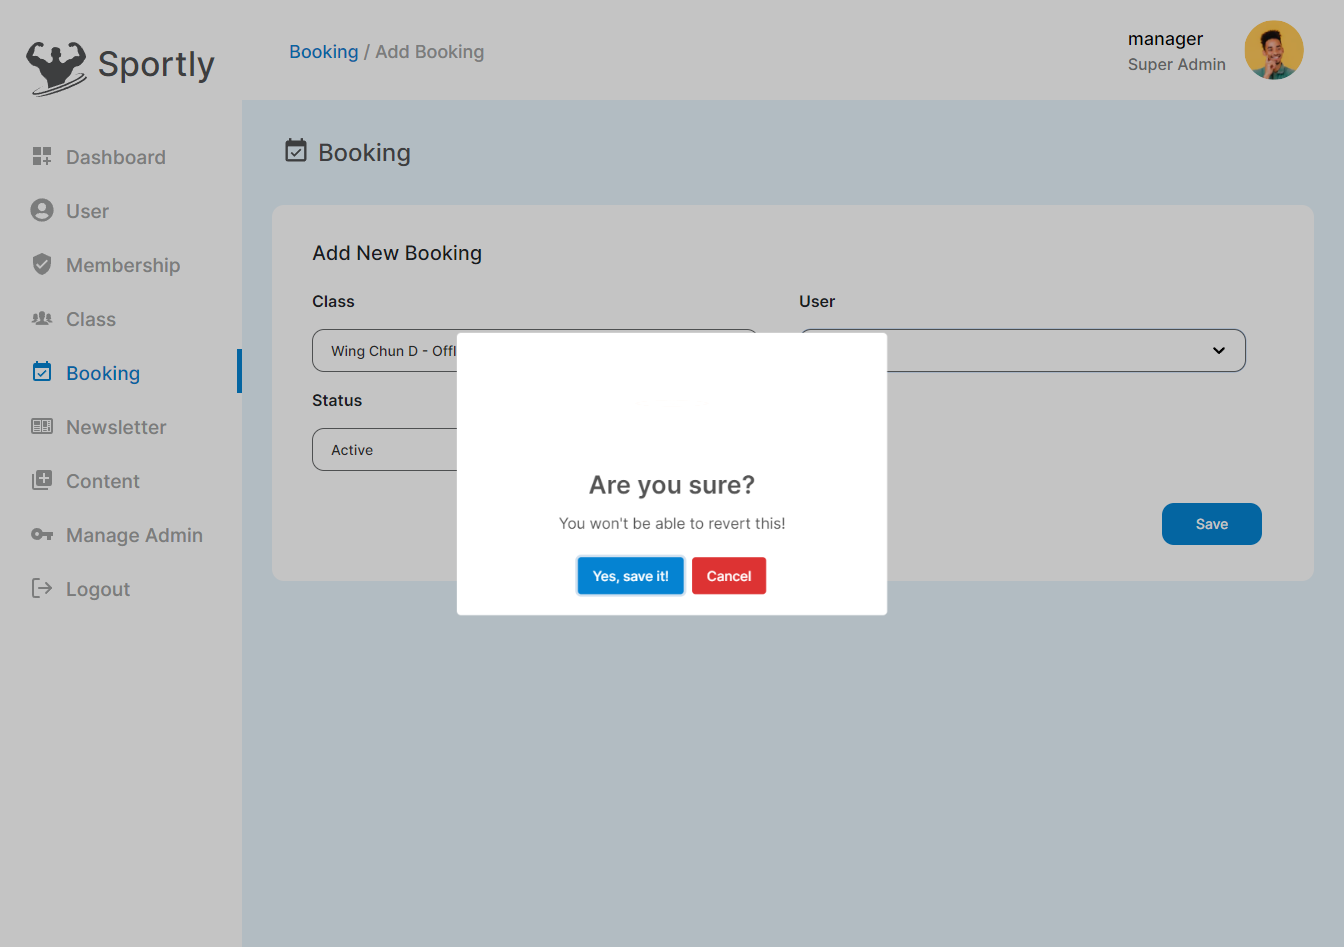 Sportly
Booking / Add Booking
manager
Super Admin
Dashboard
User
Membership
Class
Booking
Newsletter
Content
Manage Admin
Logout
Booking
Add New Booking
Class
User
Wing Chun D - Offl
Status
Active
Save
Are you sure?
You won't be able to revert this!
Yes, save it!
Cancel